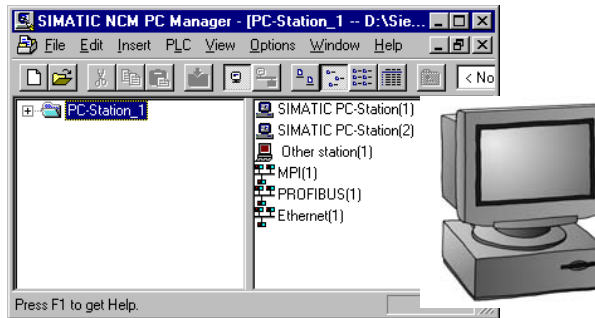 SIMATIC NCM PC Manager - [PC-Station_1 -- D:\Sie...
File Edit Insert PLC View Options Window Help
< No
PC-Station_1
SIMATIC PC-Station(1)
SIMATIC PC-Station(2)
Other station(1)
MPI(1)
PROFIBUS(1)
Ethernet(1)
Press F1 to get Help.